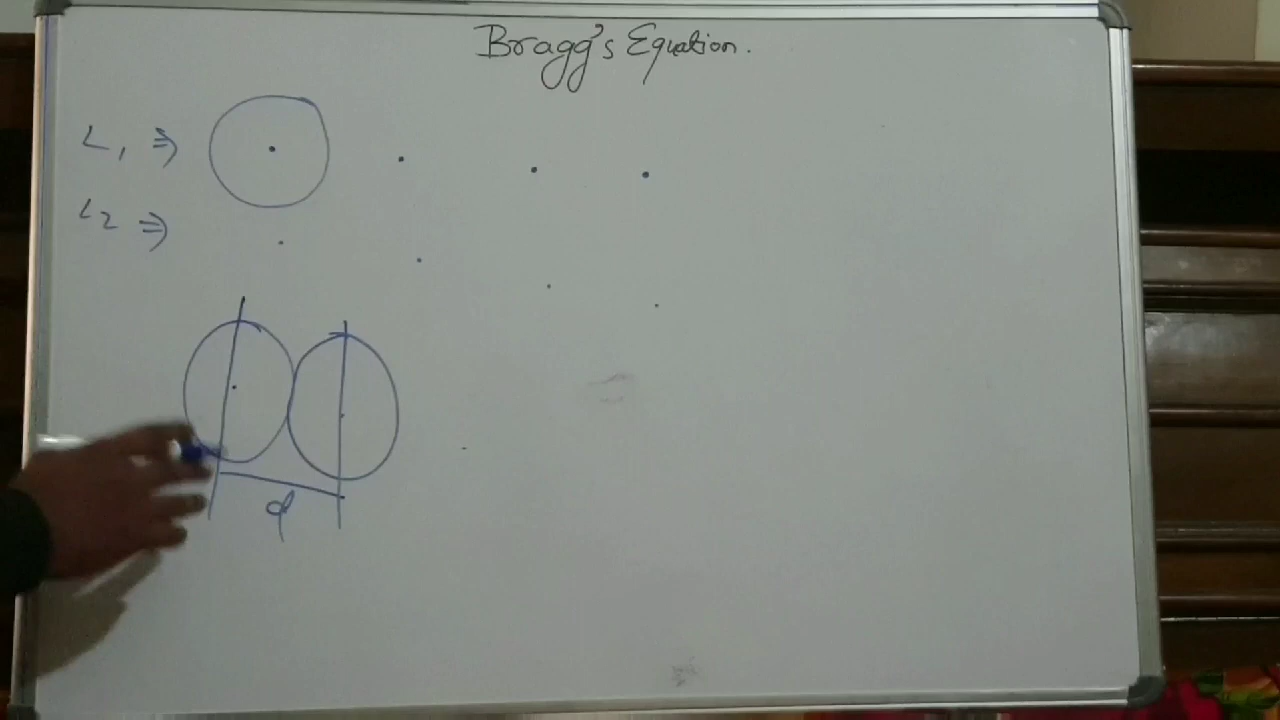 Bragg's Equation.
L1 ⇒
L2 ⇒
d